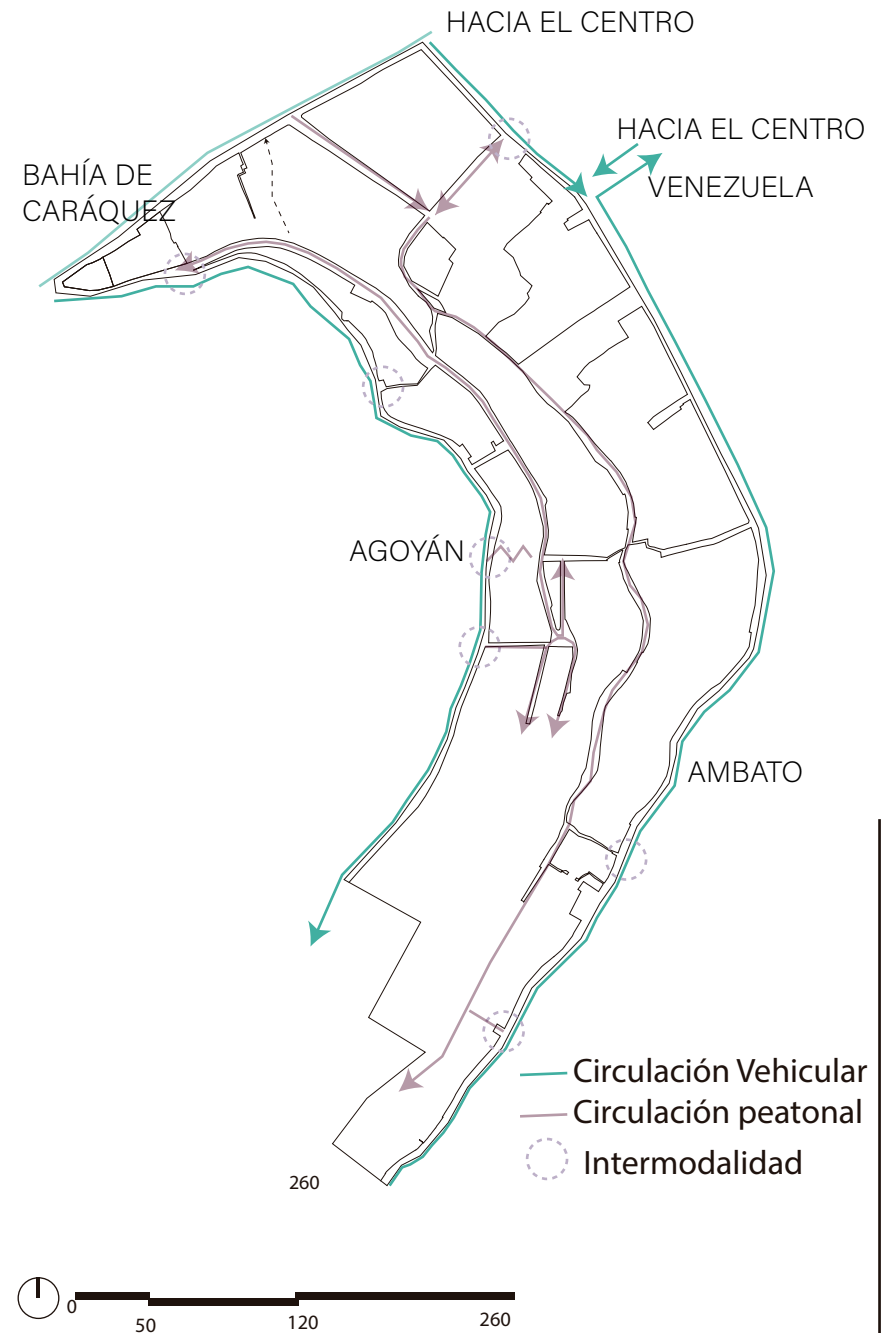 HACIA EL CENTRO
HACIA EL CENTRO
BAHÍA DE
CARÁQUEZ
VENEZUELA
AGOYÁN
AMBATO
Circulación Vehicular
Circulación peatonal
Intermodalidad
260
0
50
120
260